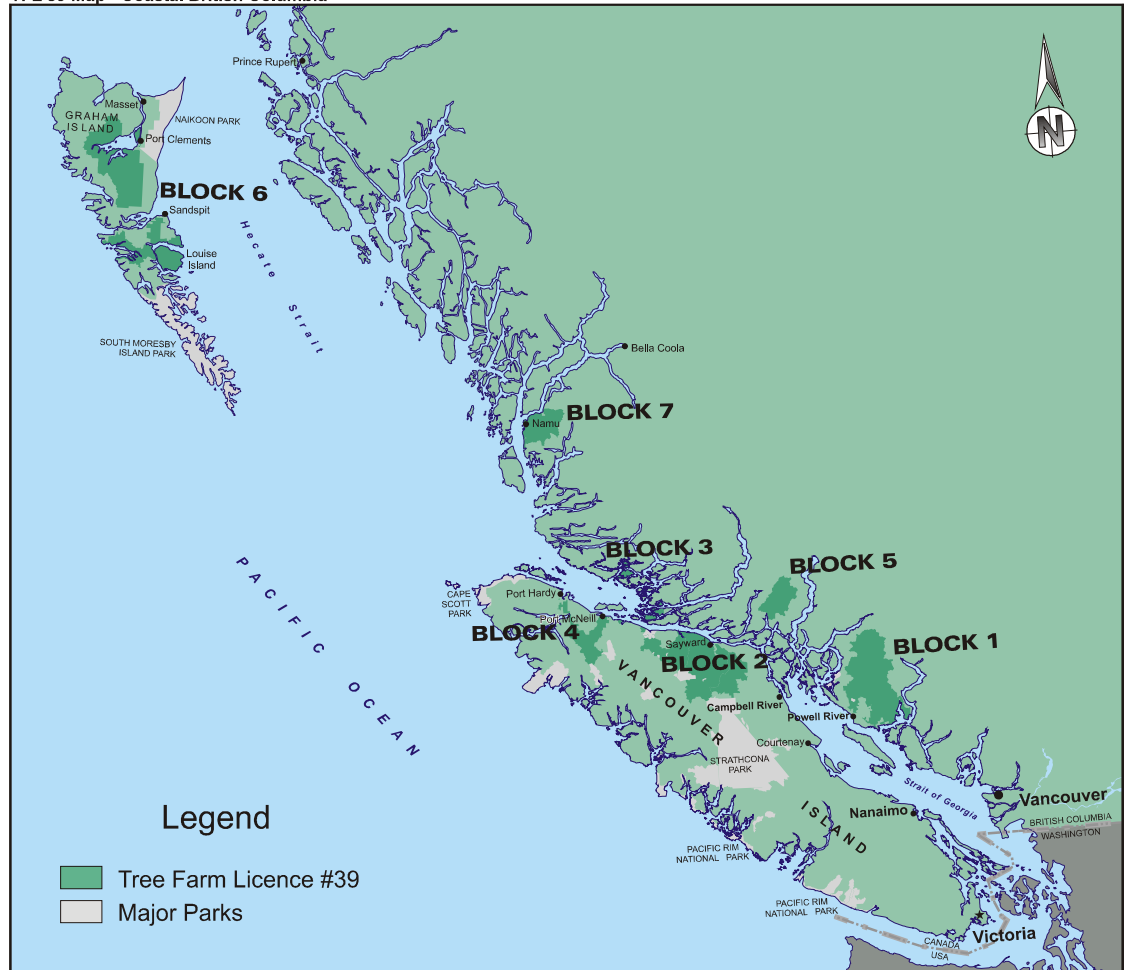 Prince Rupert
Masset
GRAHAM
ISLAND
NAIKOON PARK
Port Clements
N
BLOCK 6
Sandspit
Louise
Island
Hecate Strait
SOUTH MORESBY
ISLAND PARK
Bella Coola
BLOCK 7
Namu
PACIFIC OCEAN
BLOCK 3
BLOCK 5
CAPE
SCOTT
PARK
Port Hardy
Port McNeill
BLOCK 4
Sayward
BLOCK 2
BLOCK 1
VANCOUVER
ISLAND
Campbell River
Powell River
Courtenay
STRATHCONA
PARK
Strait of Georgia
Vancouver
Nanaimo
BRITISH COLUMBIA
WASHINGTON
PACIFIC RIM
NATIONAL PARK
PACIFIC RIM
NATIONAL PARK
Victoria
CANADA
USA
Legend
Tree Farm Licence #39
Major Parks